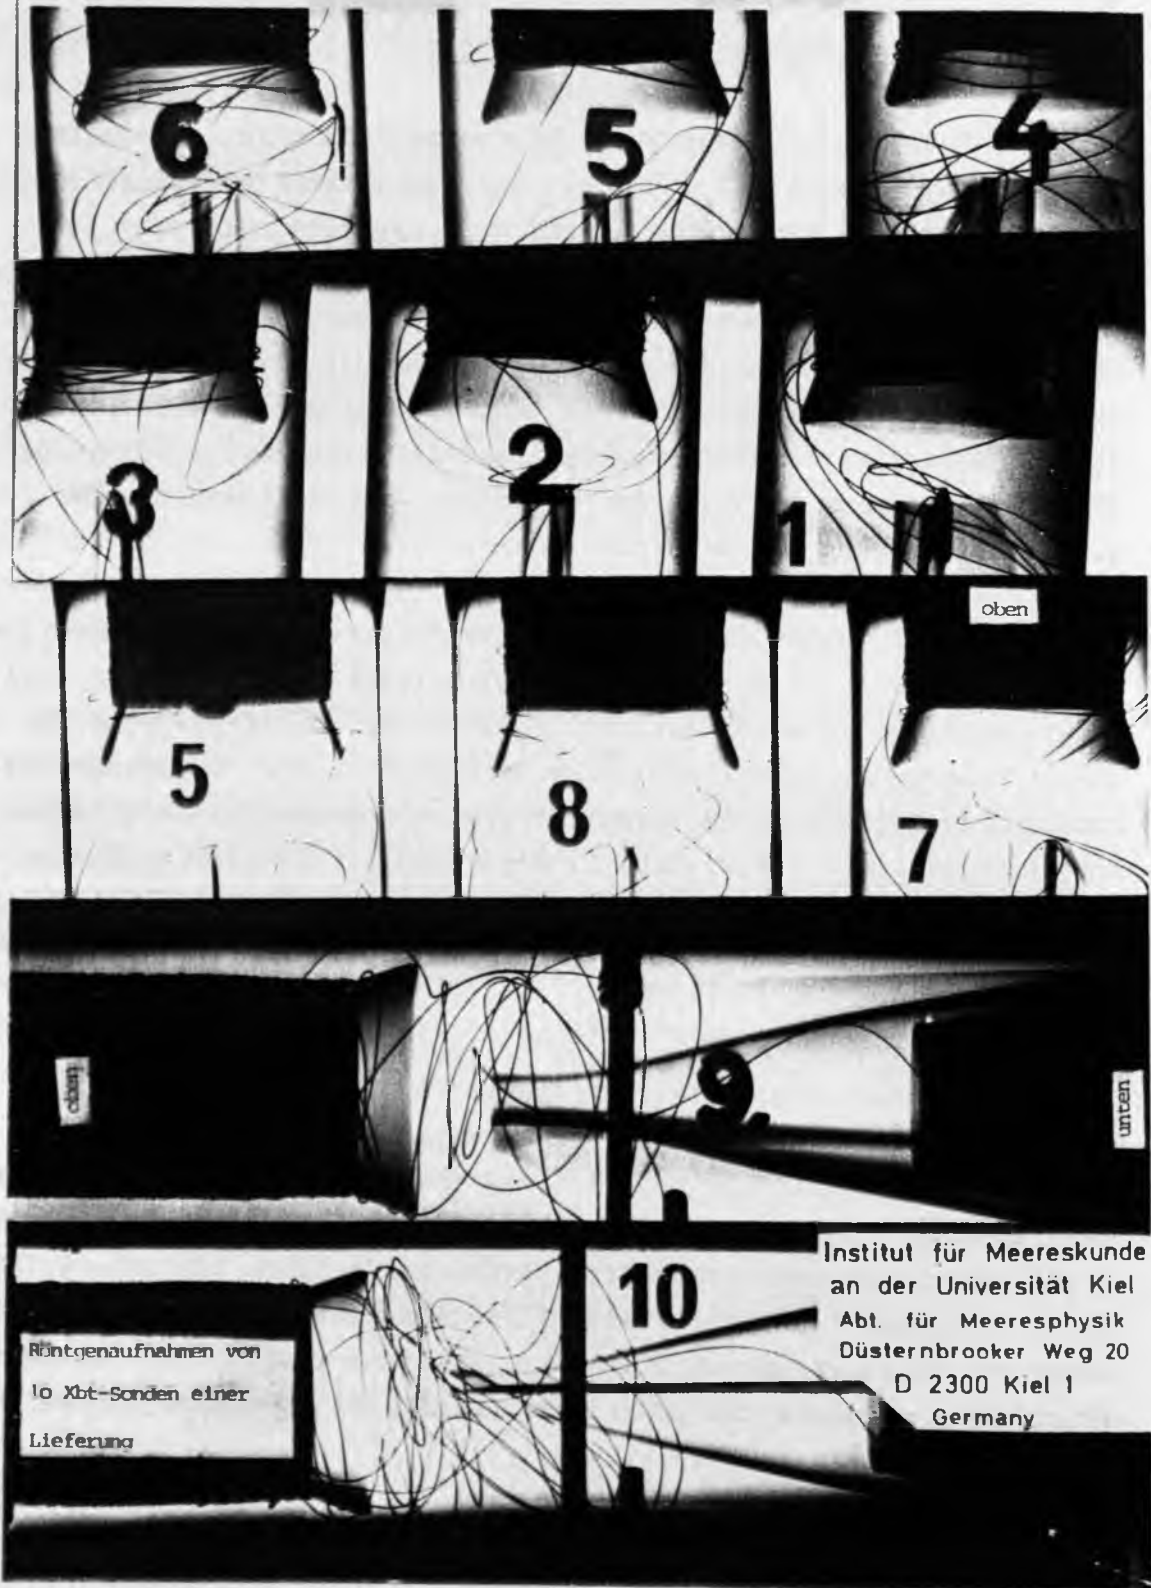 6
5
4
3
2
1
oben
5
8
7
oben
9
unten
10
Institut für Meereskunde
an der Universität Kiel
Abt. für Meeresphysik
Düsternbrooker Weg 20
D 2300 Kiel 1
Germany
Röntgenaufnahmen von
1o Xbt-Sonden einer
Lieferung